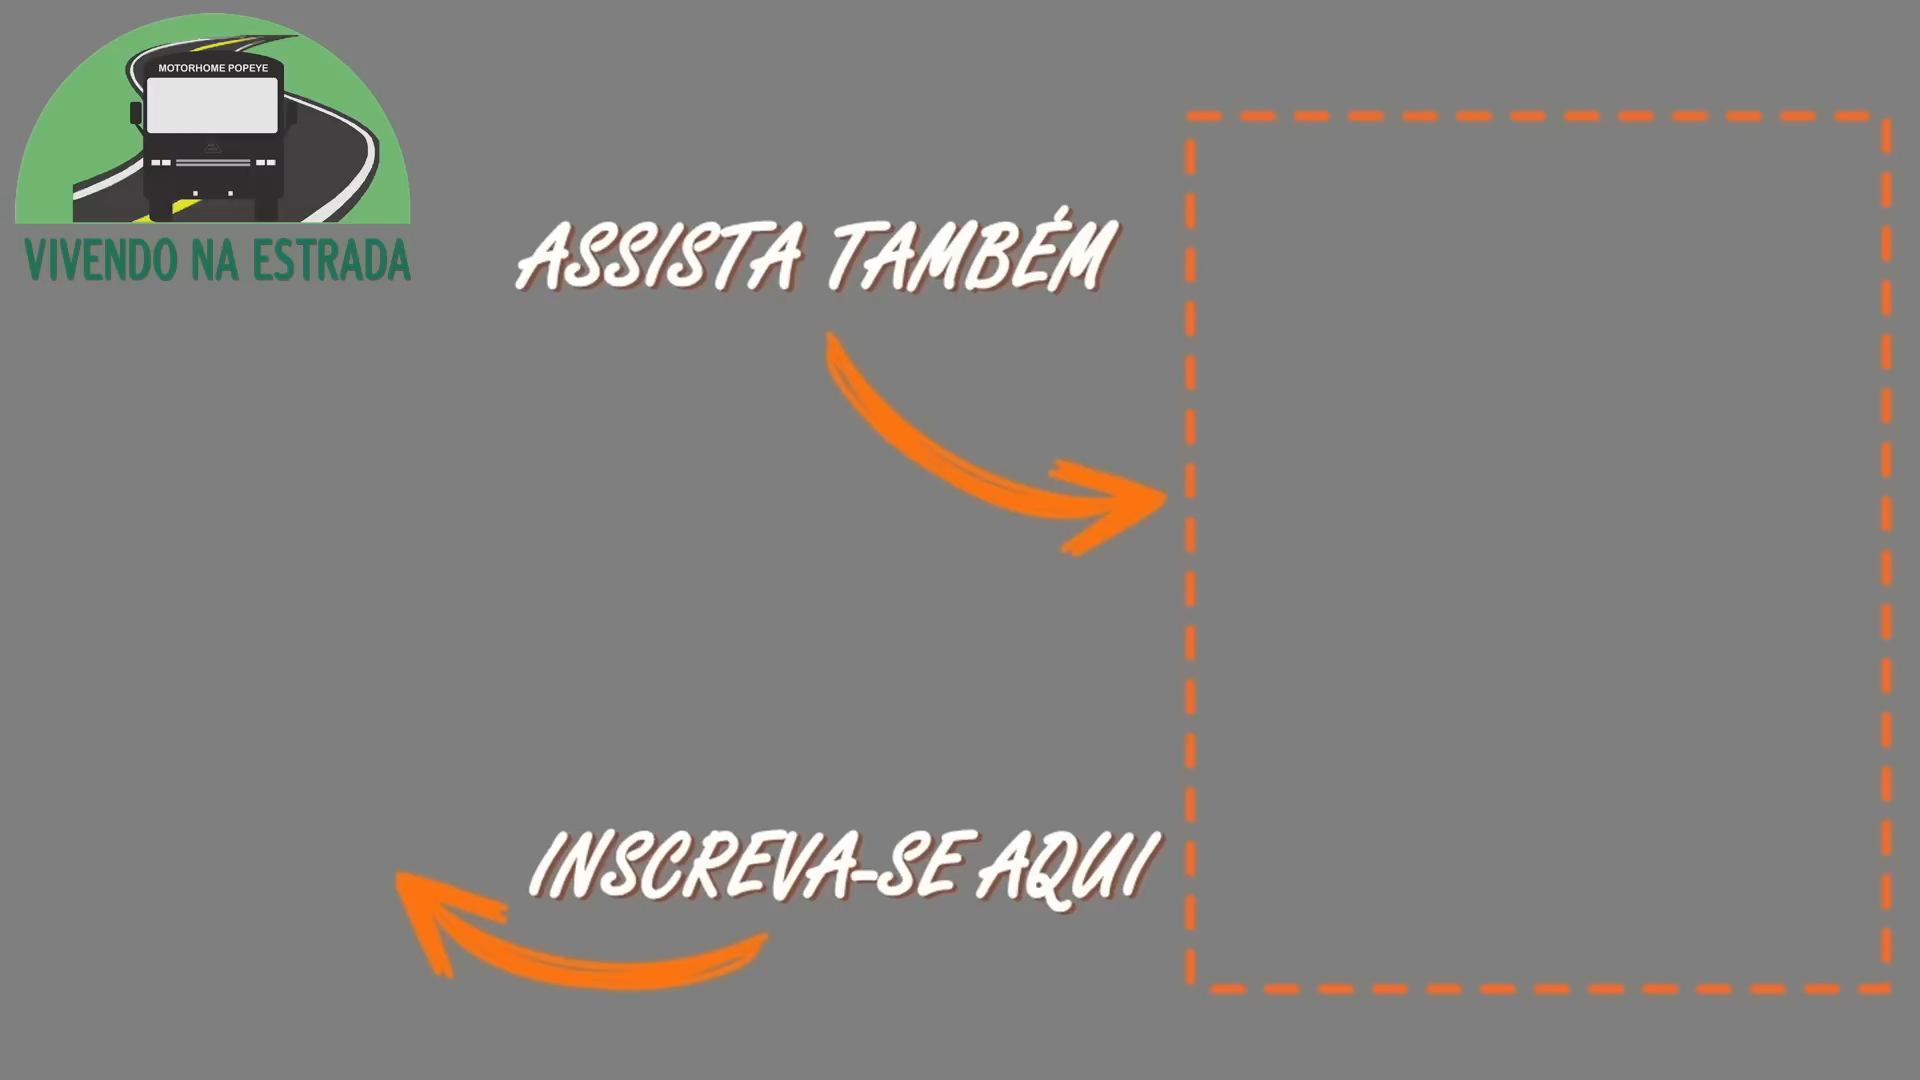 MOTORHOME POPEYE
VIVENDO NA ESTRADA
ASSISTA TAMBÉM
INSCREVA-SE AQUI